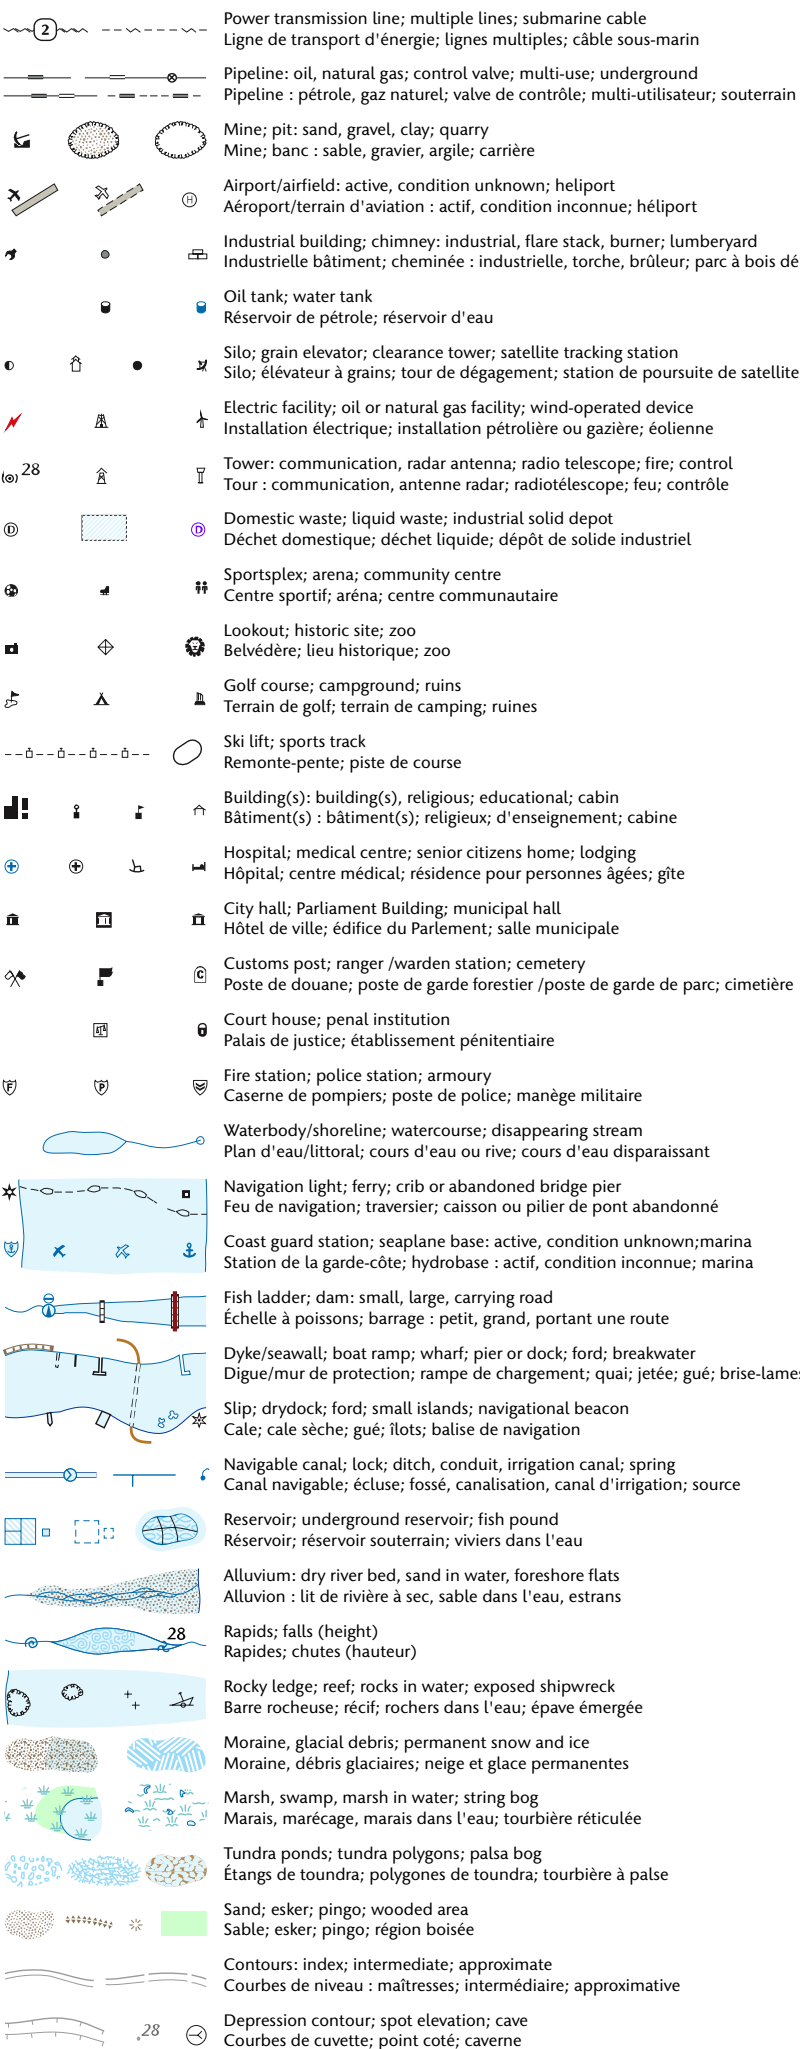 2
Power transmission line; multiple lines; submarine cable
Ligne de transport d'énergie; lignes multiples; câble sous-marin
Pipeline: oil, natural gas; control valve; multi-use; underground
Pipeline : pétrole, gaz naturel; valve de contrôle; multi-utilisateur; souterrain
Mine; pit: sand, gravel, clay; quarry
Mine; banc : sable, gravier, argile; carrière
H
Airport/airfield: active, condition unknown; heliport
Aéroport/terrain d'aviation : actif, condition inconnue; héliport
Industrial building; chimney: industrial, flare stack, burner; lumberyard
Industrielle bâtiment; cheminée : industrielle, torche, brûleur; parc à bois dé
Oil tank; water tank
Réservoir de pétrole; réservoir d'eau
Silo; grain elevator; clearance tower; satellite tracking station
Silo; élévateur à grains; tour de dégagement; station de poursuite de satellite
Electric facility; oil or natural gas facility; wind-operated device
Installation électrique; installation pétrolière ou gazière; éolienne
28
Tower: communication, radar antenna; radio telescope; fire; control
Tour : communication, antenne radar; radiotélescope; feu; contrôle
D D
Domestic waste; liquid waste; industrial solid depot
Déchet domestique; déchet liquide; dépôt de solide industriel
Sportsplex; arena; community centre
Centre sportif; aréna; centre communautaire
Lookout; historic site; zoo
Belvédère; lieu historique; zoo
Golf course; campground; ruins
Terrain de golf; terrain de camping; ruines
Ski lift; sports track
Remonte-pente; piste de course
Building(s): building(s), religious; educational; cabin
Bâtiment(s) : bâtiment(s); religieux; d'enseignement; cabine
Hospital; medical centre; senior citizens home; lodging
Hôpital; centre médical; résidence pour personnes âgées; gîte
City hall; Parliament Building; municipal hall
Hôtel de ville; édifice du Parlement; salle municipale
C
Customs post; ranger /warden station; cemetery
Poste de douane; poste de garde forestier /poste de garde de parc; cimetière
Court house; penal institution
Palais de justice; établissement pénitentiaire
F P
Fire station; police station; armoury
Caserne de pompiers; poste de police; manège militaire
Waterbody/shoreline; watercourse; disappearing stream
Plan d'eau/littoral; cours d'eau ou rive; cours d'eau disparaissant
Navigation light; ferry; crib or abandoned bridge pier
Feu de navigation; traversier; caisson ou pilier de pont abandonné
Coast guard station; seaplane base: active, condition unknown;marina
Station de la garde-côte; hydrobase : actif, condition inconnue; marina
Fish ladder; dam: small, large, carrying road
Échelle à poissons; barrage : petit, grand, portant une route
Dyke/seawall; boat ramp; wharf; pier or dock; ford; breakwater
Digue/mur de protection; rampe de chargement; quai; jetée; gué; brise-lames
Slip; drydock; ford; small islands; navigational beacon
Cale; cale sèche; gué; îlots; balise de navigation
Navigable canal; lock; ditch, conduit, irrigation canal; spring
Canal navigable; écluse; fossé, canalisation, canal d'irrigation; source
Reservoir; underground reservoir; fish pound
Réservoir; réservoir souterrain; viviers dans l'eau
Alluvium: dry river bed, sand in water, foreshore flats
Alluvion : lit de rivière à sec, sable dans l'eau, estrans
28
Rapids; falls (height)
Rapides; chutes (hauteur)
Rocky ledge; reef; rocks in water; exposed shipwreck
Barre rocheuse; récif; rochers dans l'eau; épave émergée
Moraine, glacial debris; permanent snow and ice
Moraine, débris glaciaires; neige et glace permanentes
Marsh, swamp, marsh in water; string bog
Marais, marécage, marais dans l'eau; tourbière réticulée
Tundra ponds; tundra polygons; palsa bog
Étangs de toundra; polygones de toundra; tourbière à palse
Sand; esker; pingo; wooded area
Sable; esker; pingo; région boisée
Contours: index; intermediate; approximate
Courbes de niveau : maîtresses; intermédiaire; approximative
28
Depression contour; spot elevation; cave
Courbes de cuvette; point coté; caverne